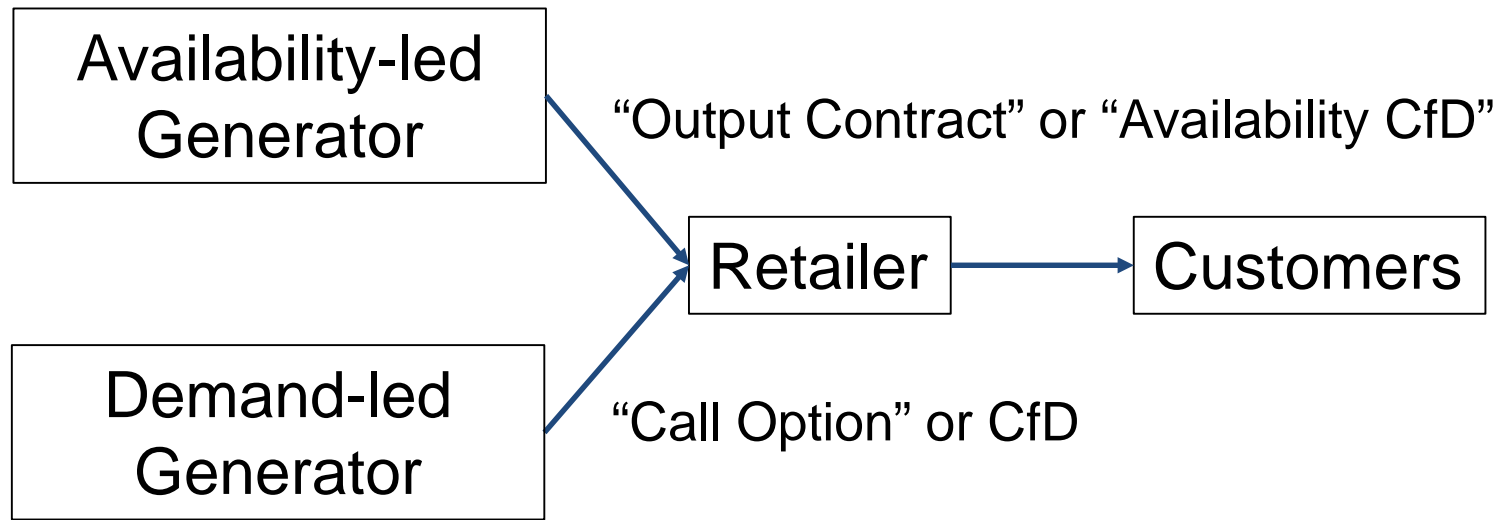 Availability-led
Generator
“Output Contract” or “Availability CfD”
Retailer
Customers
Demand-led
Generator
“Call Option” or CfD